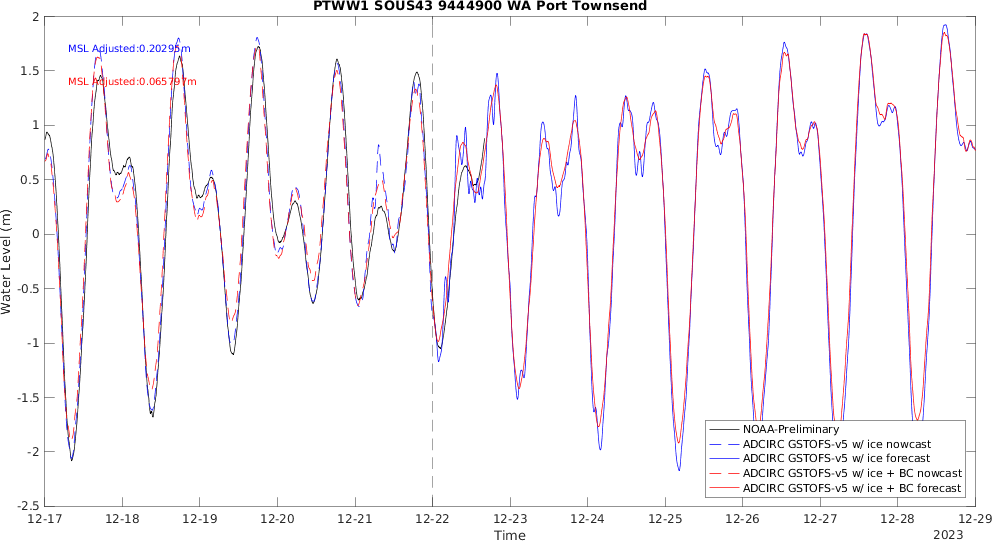 PTWW1 SOUS43 9444900 WA Port Townsend
2
1.5
1
0.5
0
-0.5
-1
-1.5
-2
-2.5
Water Level (m)
MSL Adjusted:0.20295m
MSL Adjusted:0.065797m
NOAA-Preliminary
ADCIRC GSTOFS-v5 w/ ice nowcast
ADCIRC GSTOFS-v5 w/ ice forecast
ADCIRC GSTOFS-v5 w/ ice + BC nowcast
ADCIRC GSTOFS-v5 w/ ice + BC forecast
12-17 12-18 12-19 12-20 12-21 12-22 12-23 12-24 12-25 12-26 12-27 12-28 12-29
Time
2023